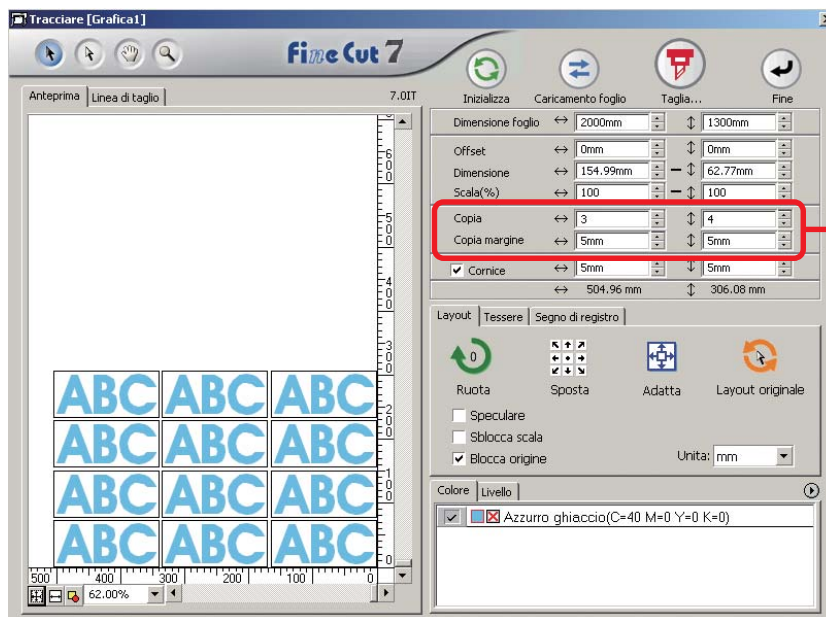 Tracciare [Grafica1]
Fine Cut 7
Inizializza Caricamento foglio Taglia... Fine
Anteprima Linea di taglio 7.0IT
Dimensione foglio 2000mm 1300mm
Offset 0mm 0mm
Dimensione 154.99mm 62.77mm
Scala(%) 100 100
Copia 3 4
Copia margine 5mm 5mm
Cornice 5mm 5mm
504.96 mm 306.08 mm
Layout Tessere Segno di registro
0
Ruota Sposta Adatta Layout originale
Speculare
Sblocca scala
Blocca origine Unita: mm
Colore Livello
Azzurro ghiaccio(C=40 M=0 Y=0 K=0)
600
500
400
300
200
100
0
ABC ABC ABC
ABC ABC ABC
ABC ABC ABC
ABC ABC ABC
500 400 300 200 100 0
62.00%